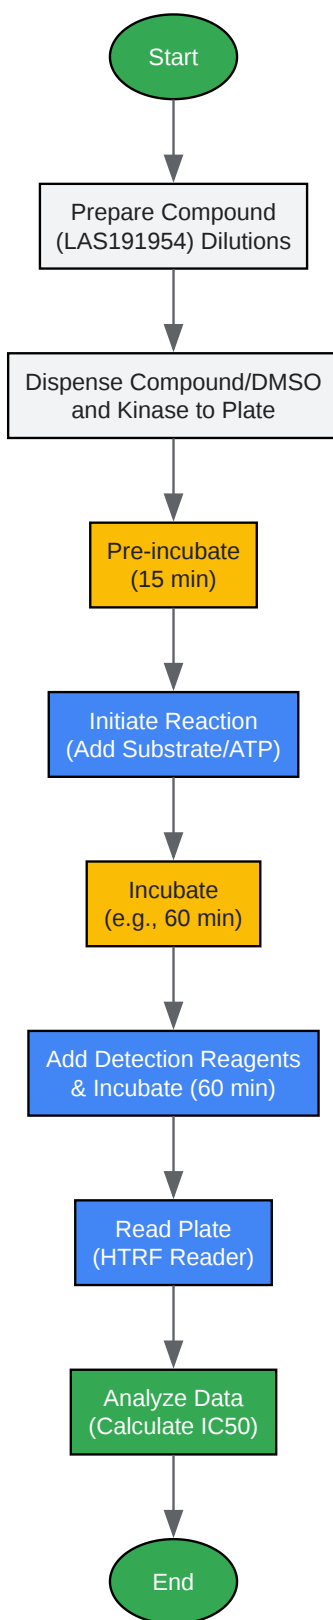 Start
Prepare Compound
(LAS191954) Dilutions
Dispense Compound/DMSO
and Kinase to Plate
Pre-incubate
(15 min)
Initiate Reaction
(Add Substrate/ATP)
Incubate
(e.g., 60 min)
Add Detection Reagents
& Incubate (60 min)
Read Plate
(HTRF Reader)
Analyze Data
(Calculate IC50)
End